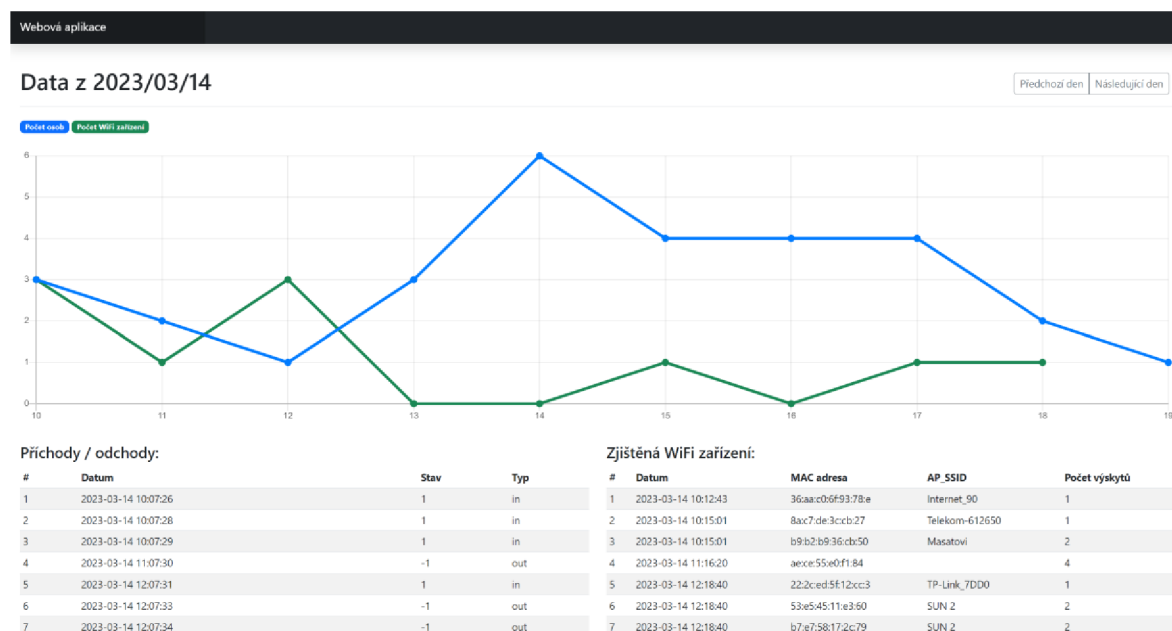 Webová aplikace
Data z 2023/03/14
Předchozí den Následující den
Počet osob Počet WiFi zařízení
6
5
4
3
2
1
0
10 11 12 13 14 15 16 17 18 19
Příchody / odchody:
# Datum Stav Typ
1 2023-03-14 10:07:26 1 in
2 2023-03-14 10:07:28 1 in
3 2023-03-14 10:07:29 1 in
4 2023-03-14 11:07:30 -1 out
5 2023-03-14 12:07:31 1 in
6 2023-03-14 12:07:33 -1 out
7 2023-03-14 12:07:34 -1 out
Zjištěná WiFi zařízení:
# Datum MAC adresa AP_SSID Počet výskytů
1 2023-03-14 10:12:43 36:aa:c0:6f:93:78:e Internet_90 1
2 2023-03-14 10:15:01 8a:c7:de:3c:cb:27 Telekom-612650 1
3 2023-03-14 10:15:01 b9:b2:b9:36:cb:50 Masatovi 2
4 2023-03-14 11:16:20 ae:ce:55:e0:f1:84 4
5 2023-03-14 12:18:40 22:2c:ed:5f:12:cc:3 TP-Link_7DD0 1
6 2023-03-14 12:18:40 53:e5:45:11:e3:60 SUN 2 2
7 2023-03-14 12:18:40 b7:e7:58:17:2c:79 SUN 2 2